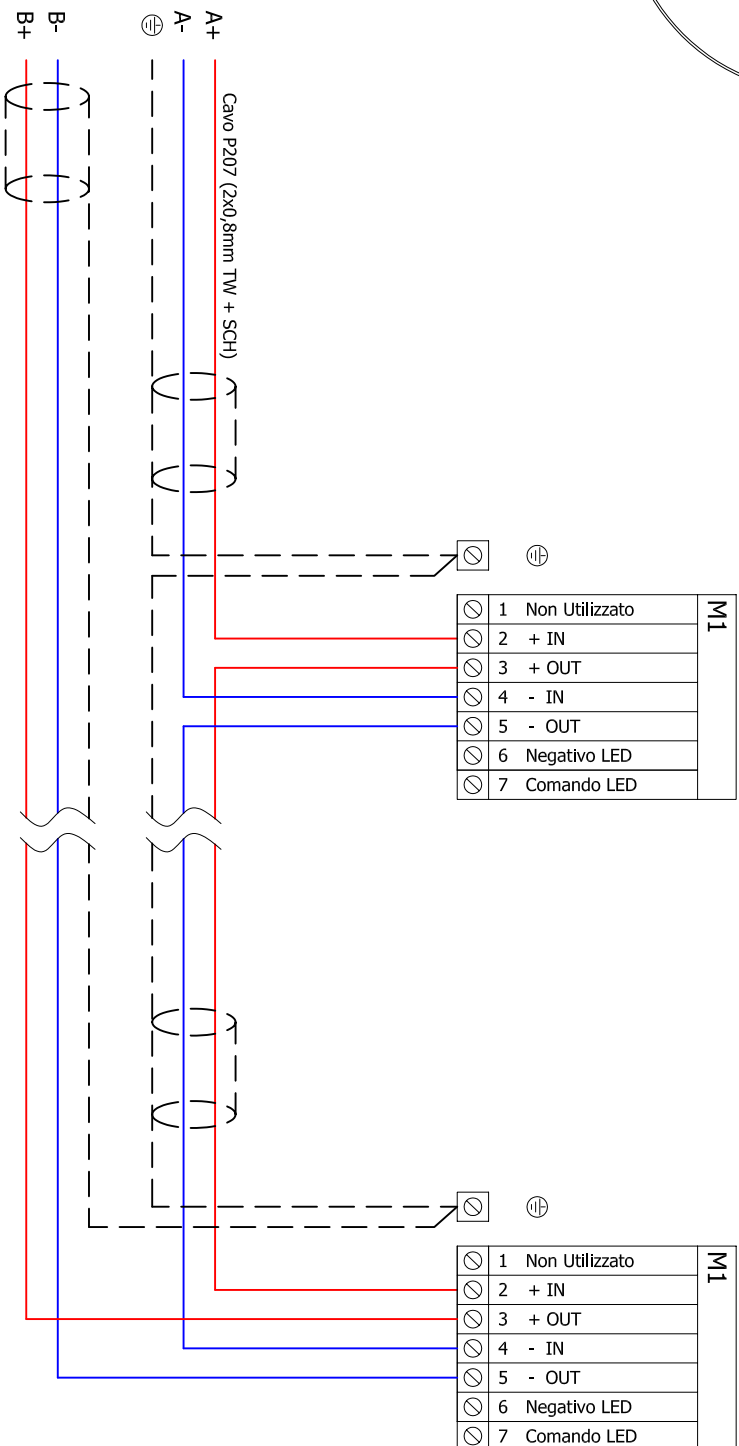 B+
B-
A-
A+
Cavo P207 (2x0,8mm TW + SCH)
M1
1 Non Utilizzato
2 + IN
3 + OUT
4 - IN
5 - OUT
6 Negativo LED
7 Comando LED
M1
1 Non Utilizzato
2 + IN
3 + OUT
4 - IN
5 - OUT
6 Negativo LED
7 Comando LED